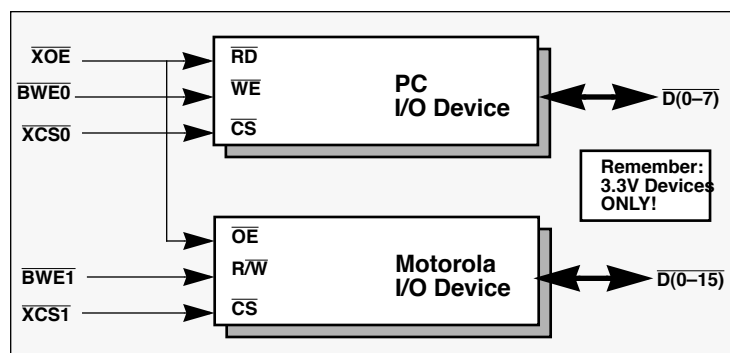 XOE
BWE0
XCS0
RD
WE
CS
PC
I/O Device
D(0–7)
Remember:
3.3V Devices
ONLY!
BWE1
XCS1
OE
R/W
CS
Motorola
I/O Device
D(0–15)